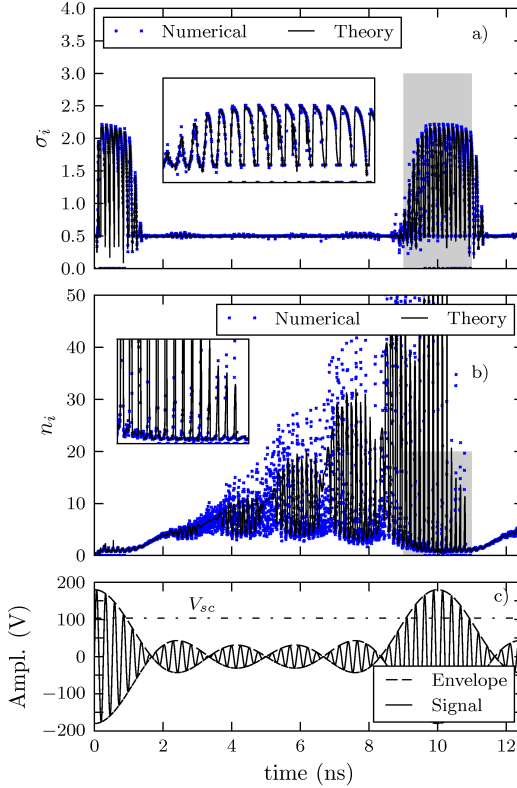 4.0
3.5
3.0
2.5
2.0
1.5
1.0
0.5
0.0
σi
Numerical Theory a)
50
40
30
20
10
0
ni
Numerical Theory
b)
200
100
0
−100
−200
Ampl. (V)
Vsc c)
Envelope
Signal
0 2 4 6 8 10 12
time (ns)